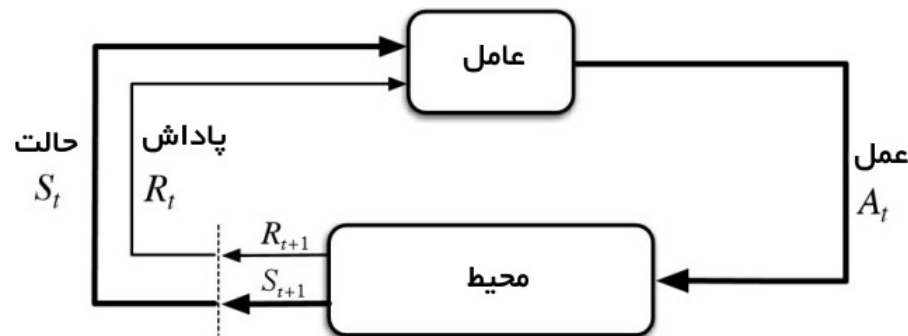 عامل
حالت
S_t
پاداش
R_t
عمل
A_t
R_{t+1}
S_{t+1}
محیط